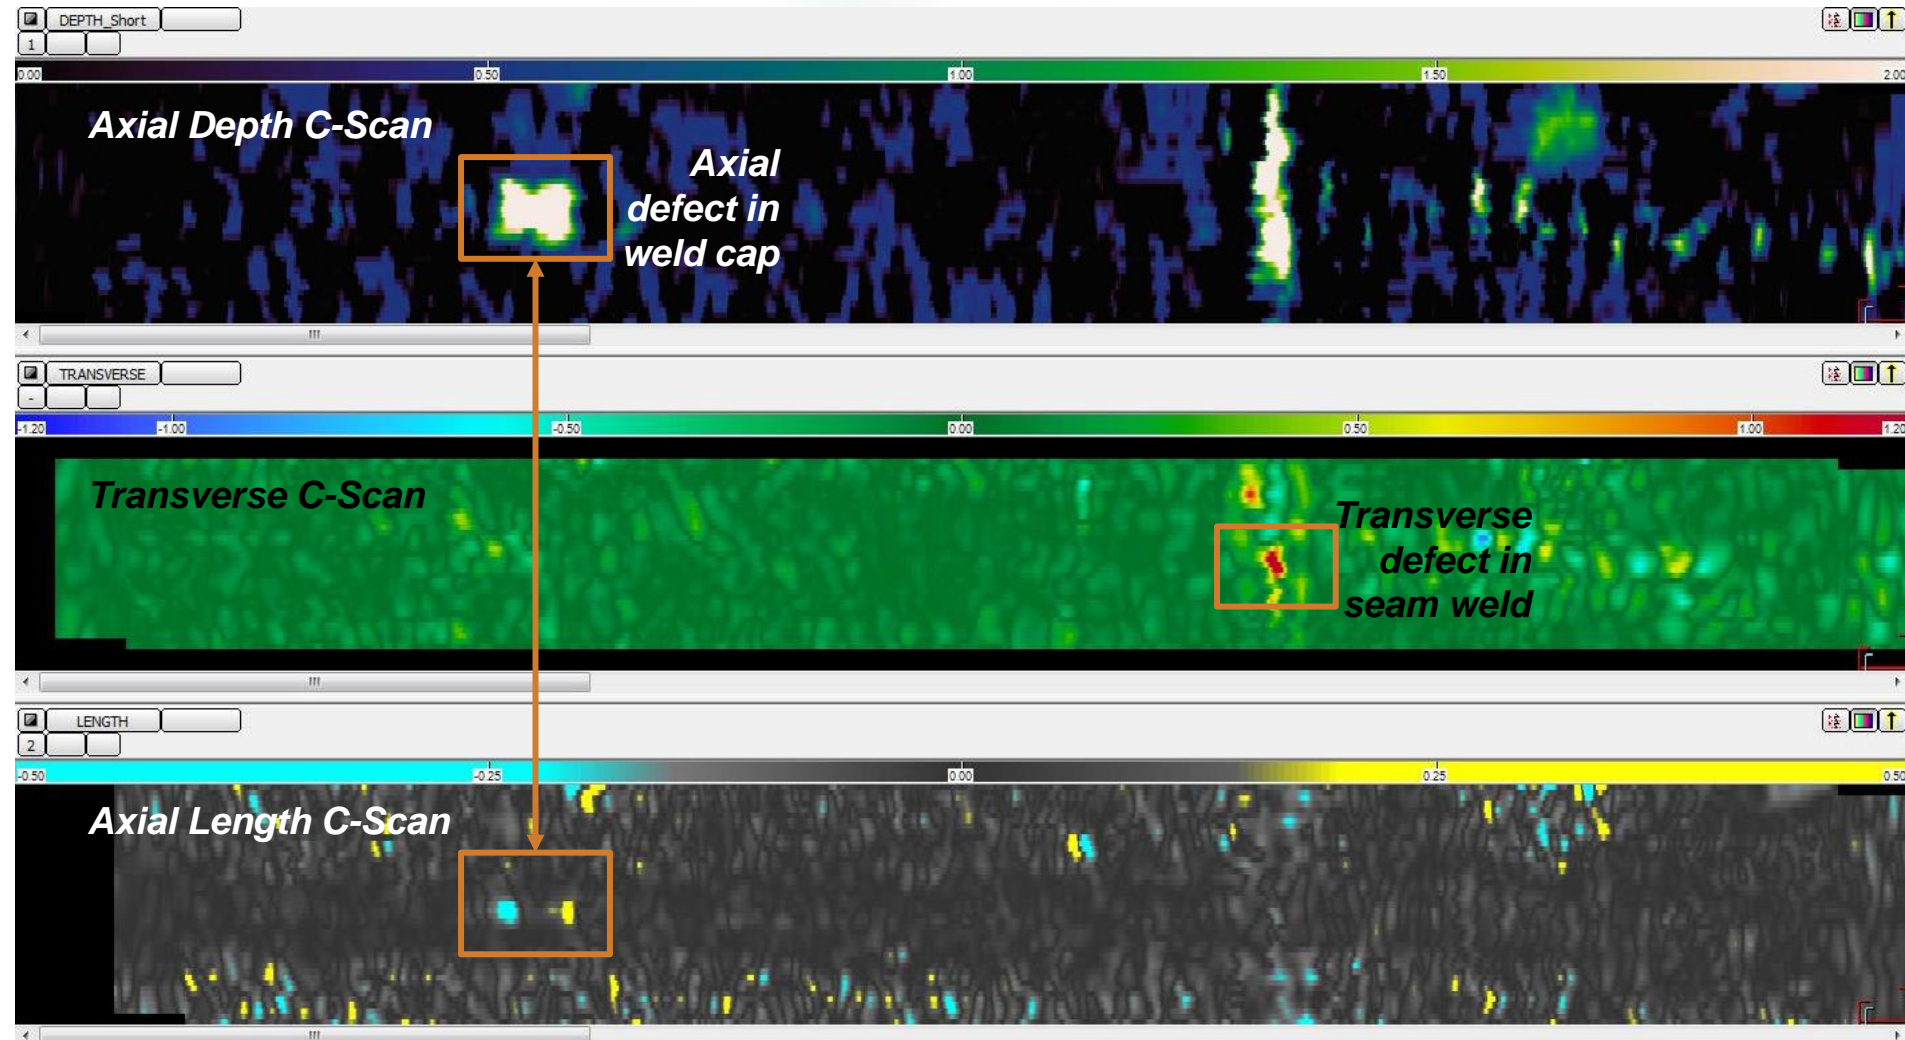 DEPTH_Short
1
0.00 0.50 1.00 1.50 2.00
Axial Depth C-Scan
Axial
defect in
weld cap
TRANSVERSE
-
-1.20 -1.00 -0.50 0.00 0.50 1.00 1.20
Transverse C-Scan
Transverse
defect in
seam weld
LENGTH
2
-0.50 -0.25 0.00 0.25 0.50
Axial Length C-Scan